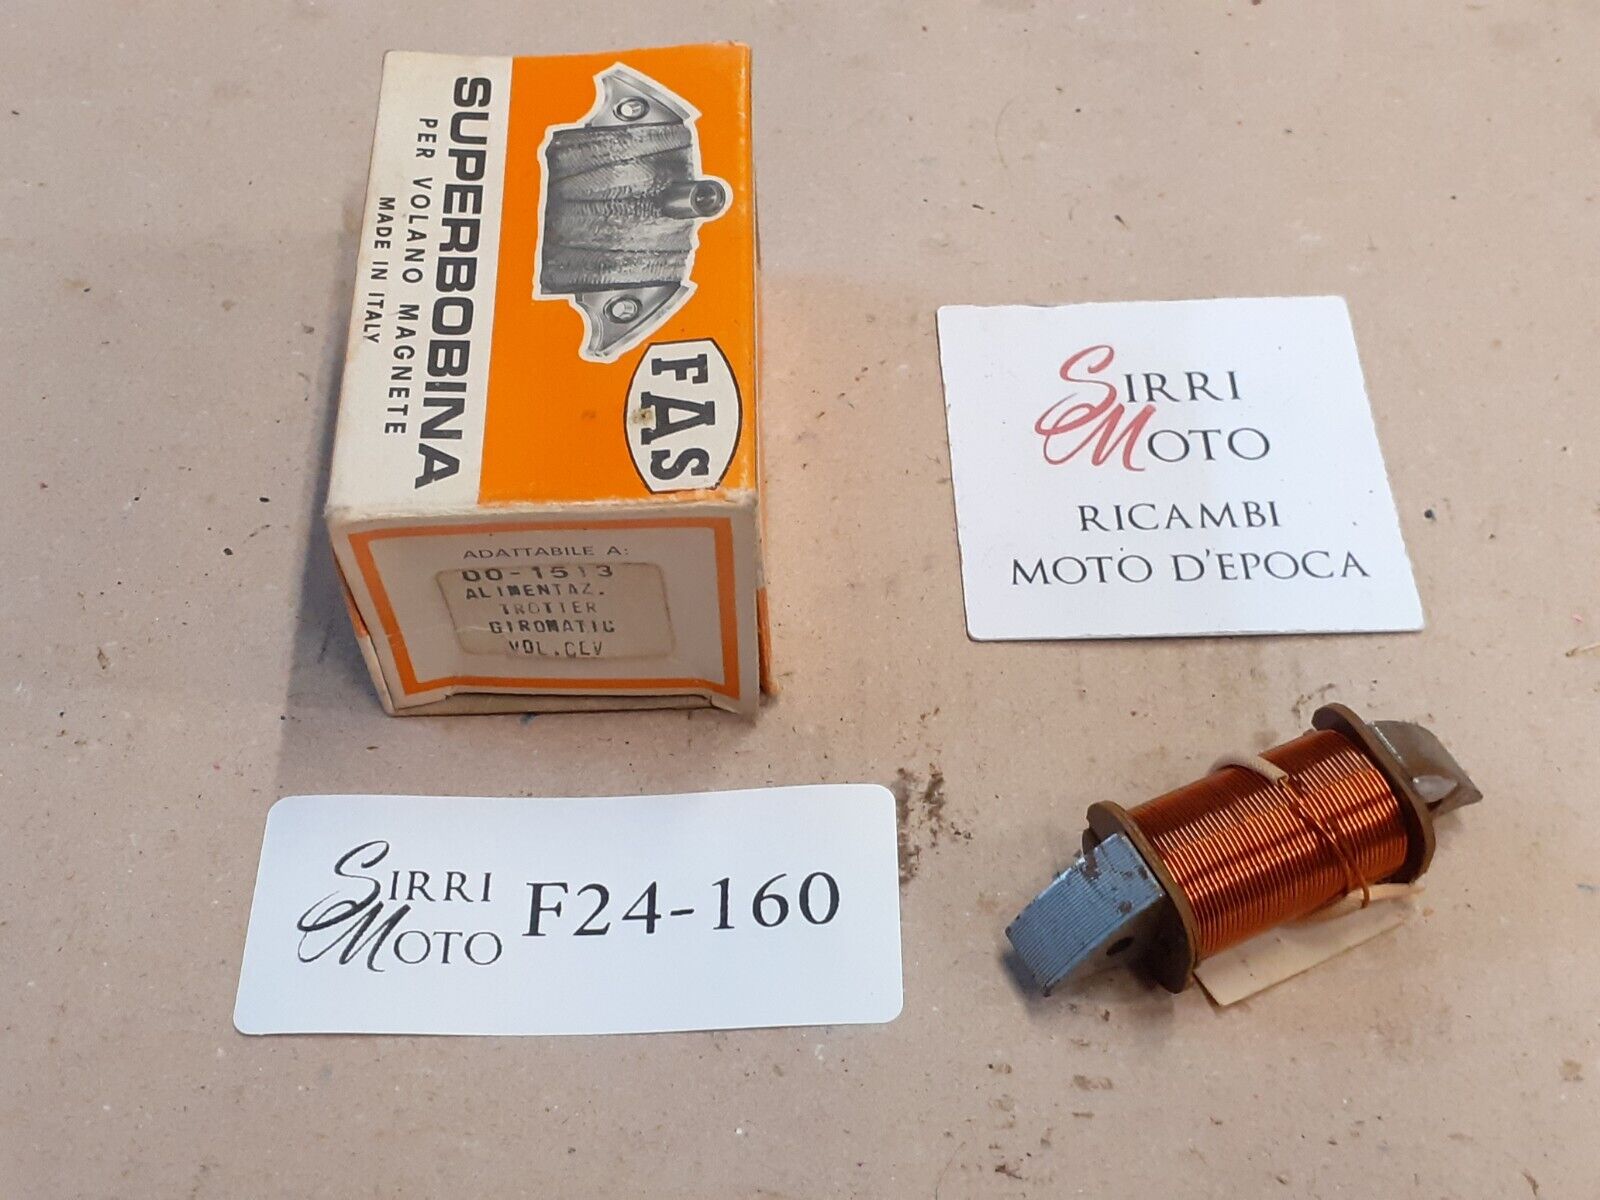 SUPERBOBINA
PER VOLANO MAGNETE
MADE IN ITALY
FAS
ADATTABILE A:
00-1513
ALIMENTAZ.
TROTTER
GIROMATIC
VOL.CEV
SIRRI
MOTO
RICAMBI
MOTO D'EPOCA
SIRRI
MOTO
F24-160